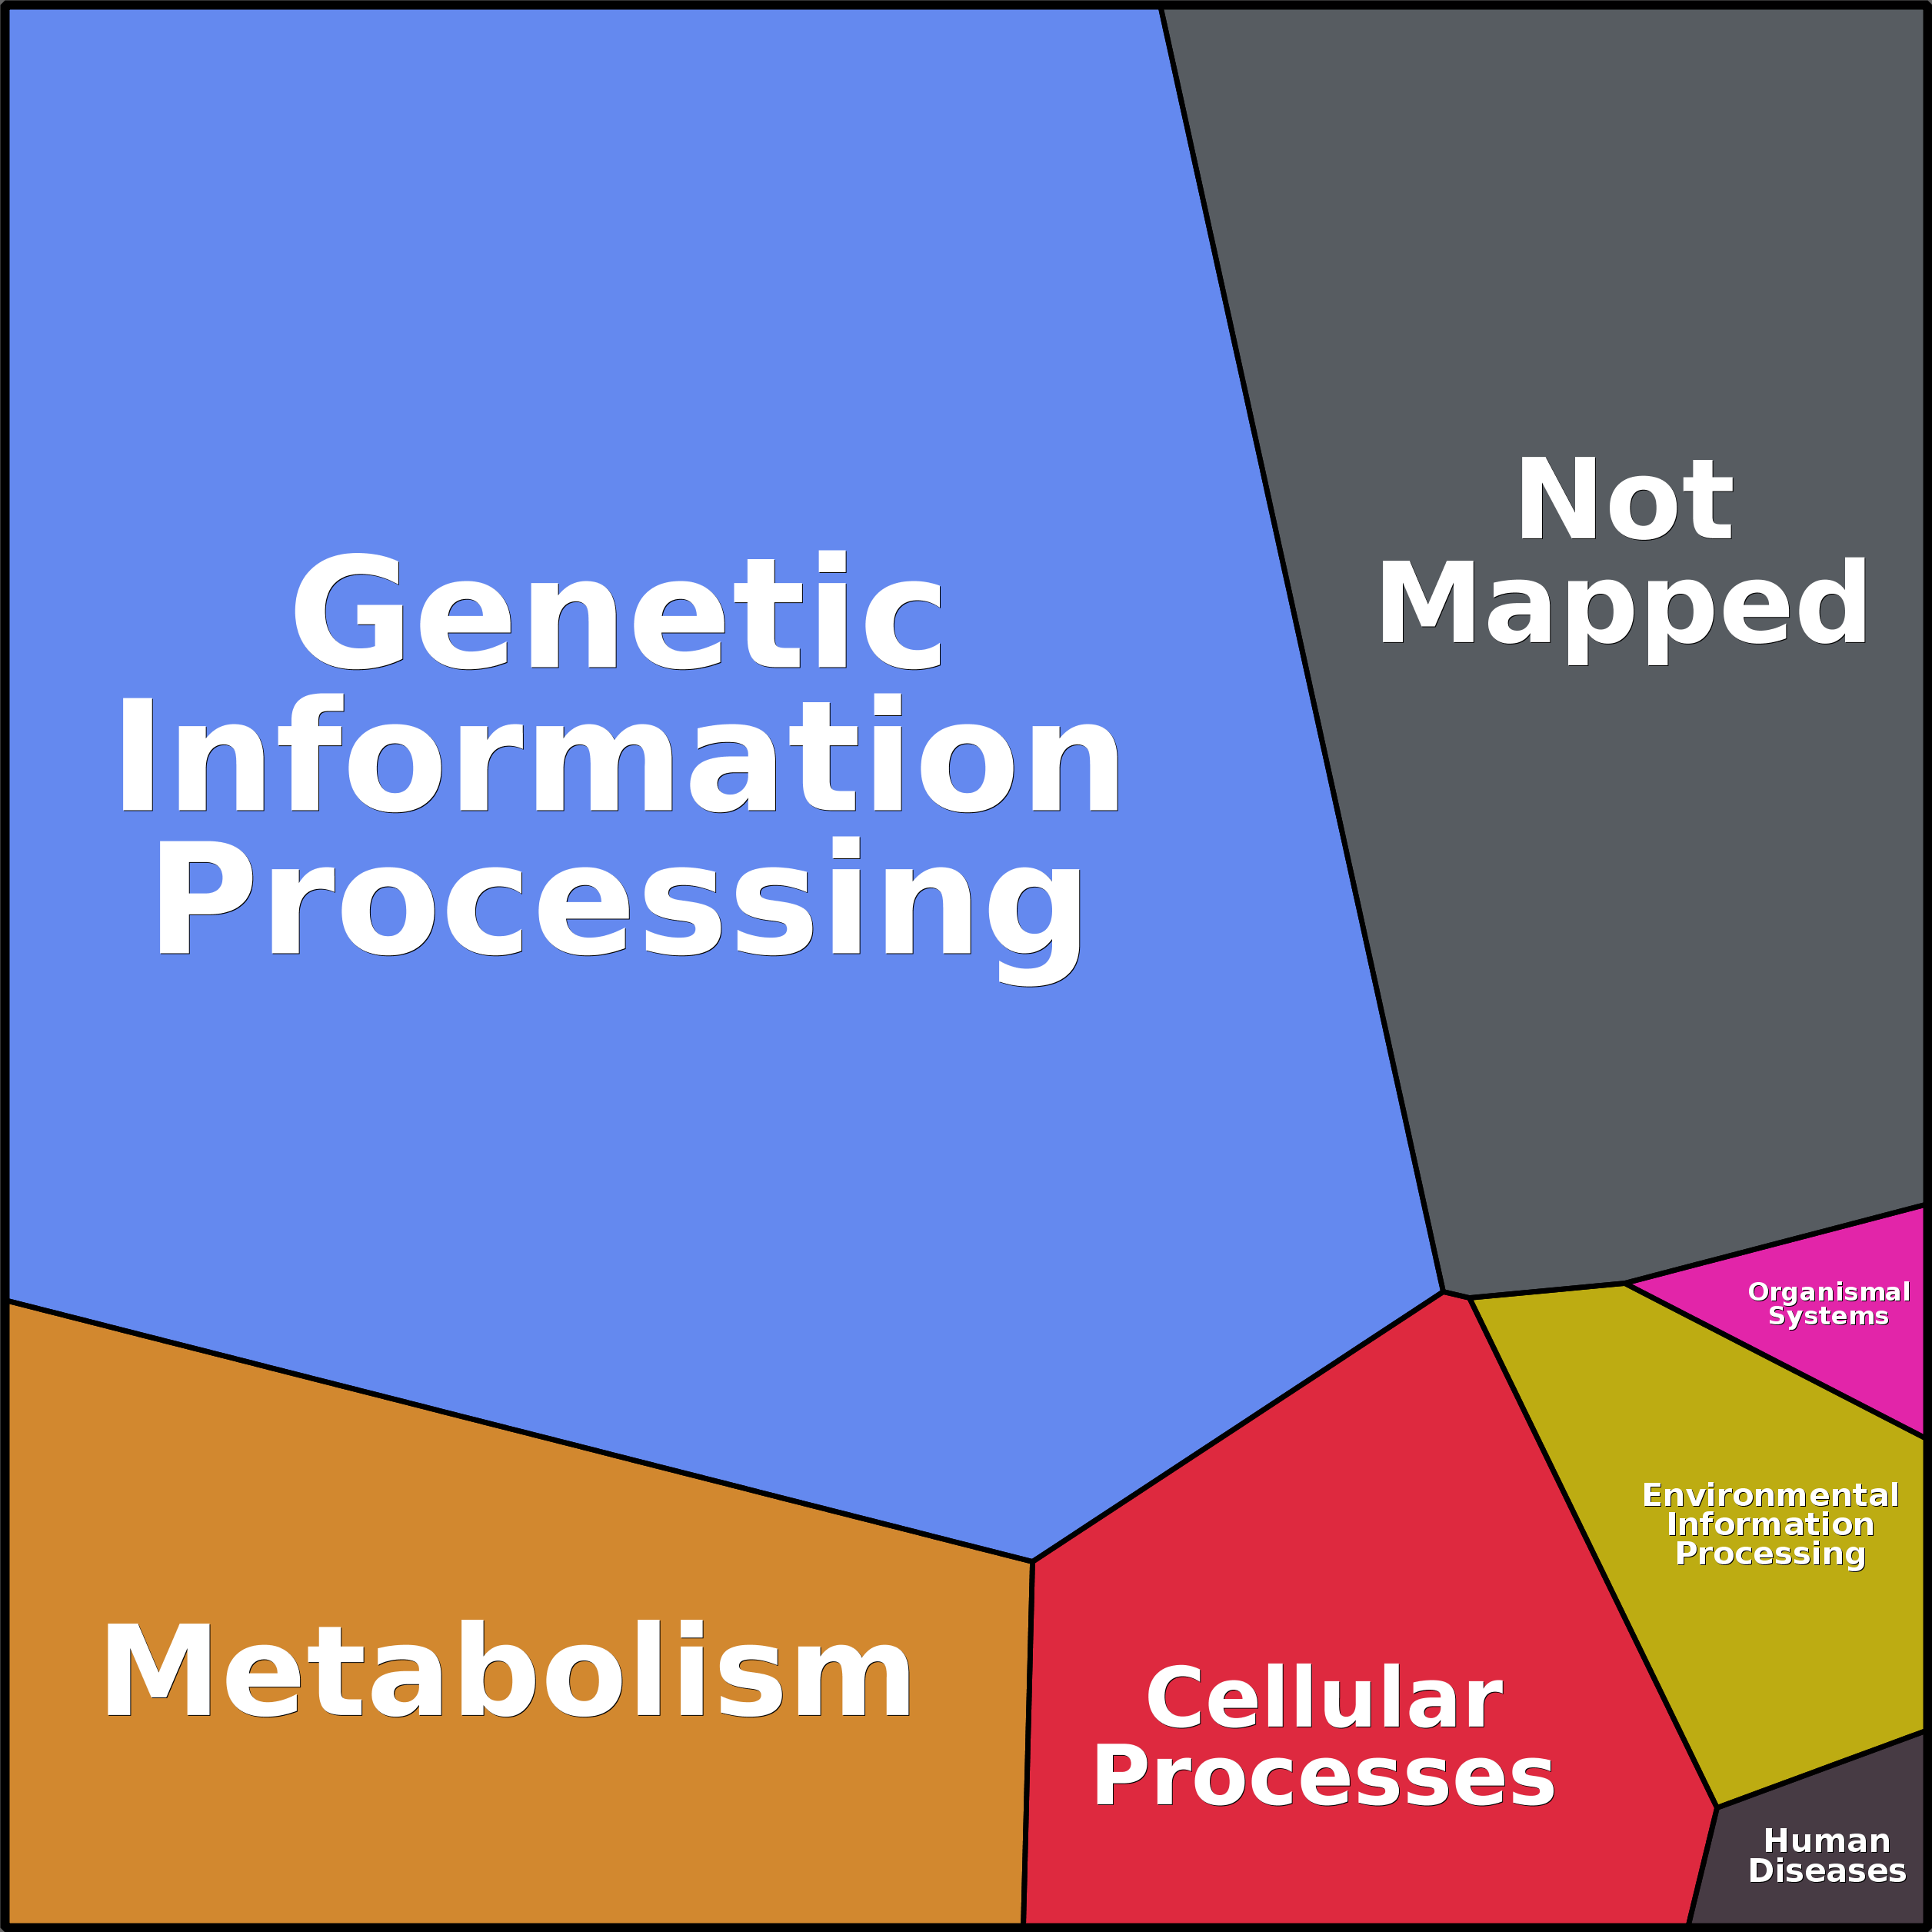 Genetic
Information
Processing
Not
Mapped
Organismal
Systems
Environmental
Information
Processing
Metabolism
Cellular
Processes
Human
Diseases